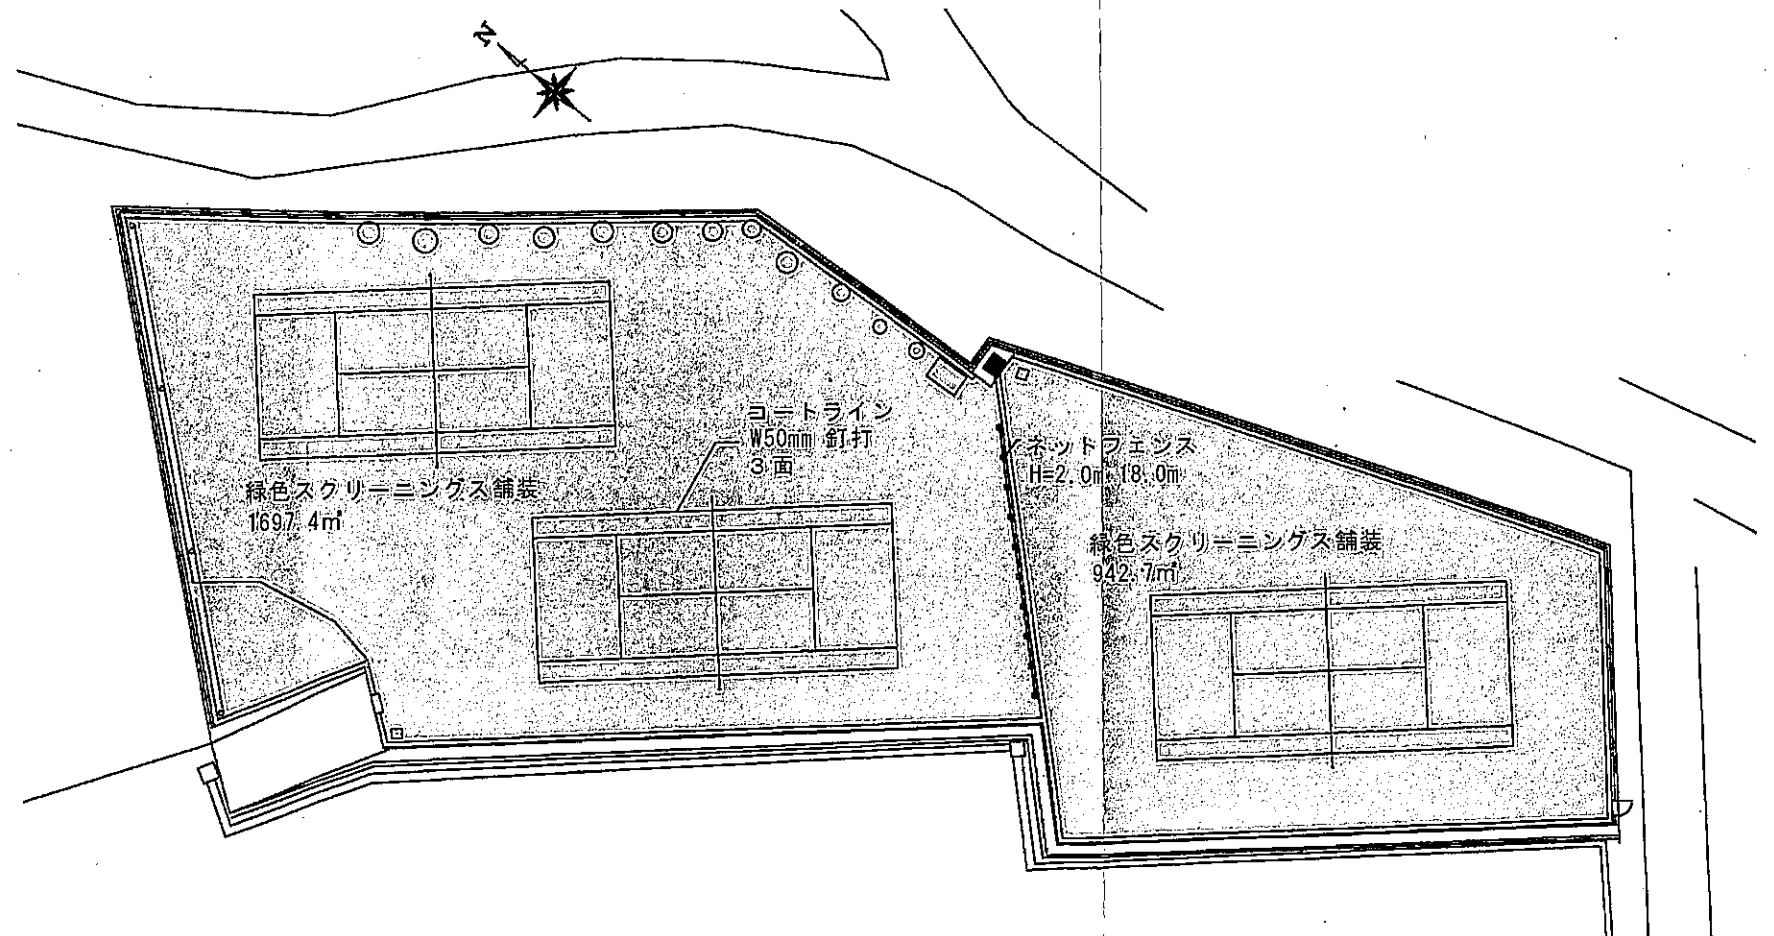 N
コートライン
W50mm 釘打
3面
ネットフェンス
H=2.0m 18.0m
緑色スクリーニングス舗装
1697.4㎡
緑色スクリーニングス舗装
942.7㎡